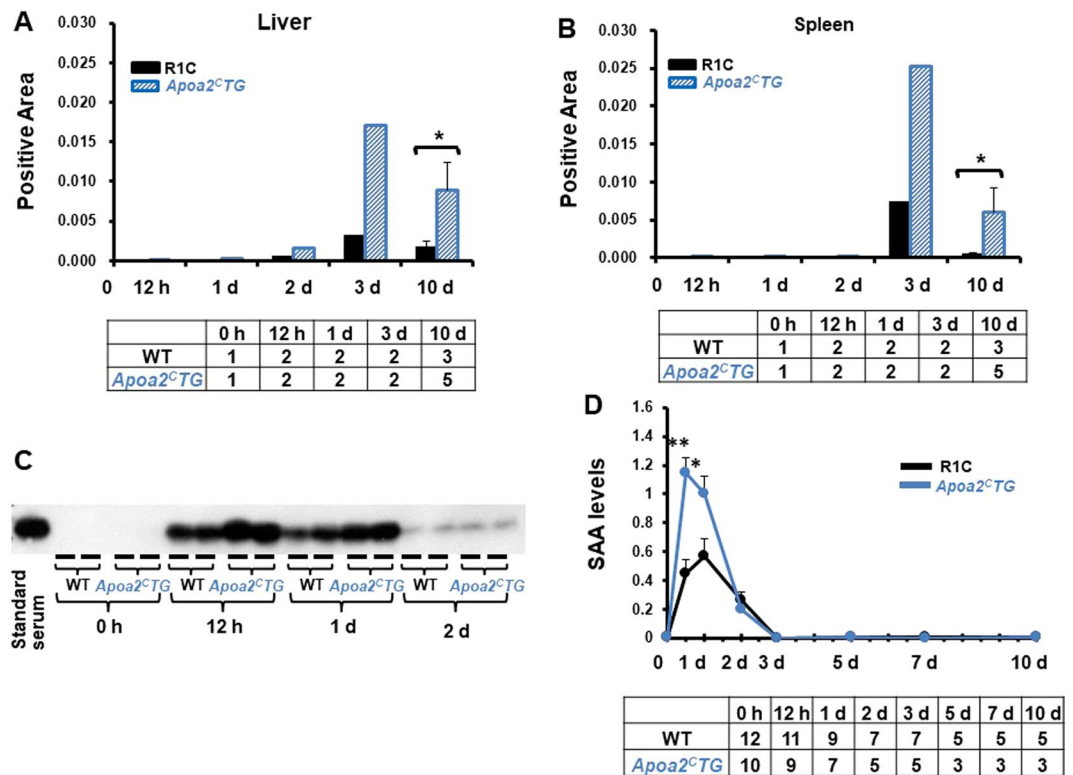 A
Liver
0.030
0.025
0.020
0.015
0.010
0.005
0.000
Positive Area
R1C
Apoa2ᶜTG
*
0 12 h 1 d 2 d 3 d 10 d
0 h 12 h 1 d 3 d 10 d
WT 1 2 2 2 3
Apoa2ᶜTG 1 2 2 2 5
B
Spleen
0.030
0.025
0.020
0.015
0.010
0.005
0.000
Positive Area
R1C
Apoa2ᶜTG
*
0 12 h 1 d 2 d 3 d 10 d
0 h 12 h 1 d 3 d 10 d
WT 1 2 2 2 3
Apoa2ᶜTG 1 2 2 2 5
C
Standard
serum
WT Apoa2ᶜTG WT Apoa2ᶜTG WT Apoa2ᶜTG WT Apoa2ᶜTG
0 h 12 h 1 d 2 d
D
1.6
1.4
1.2
1
0.8
0.6
0.4
0.2
0
SAA levels
**
*
R1C
Apoa2ᶜTG
0 1 d 2 d 3 d 5 d 7 d 10 d
0 h 12 h 1 d 2 d 3 d 5 d 7 d 10 d
WT 12 11 9 7 7 5 5 5
Apoa2ᶜTG 10 9 7 5 5 3 3 3